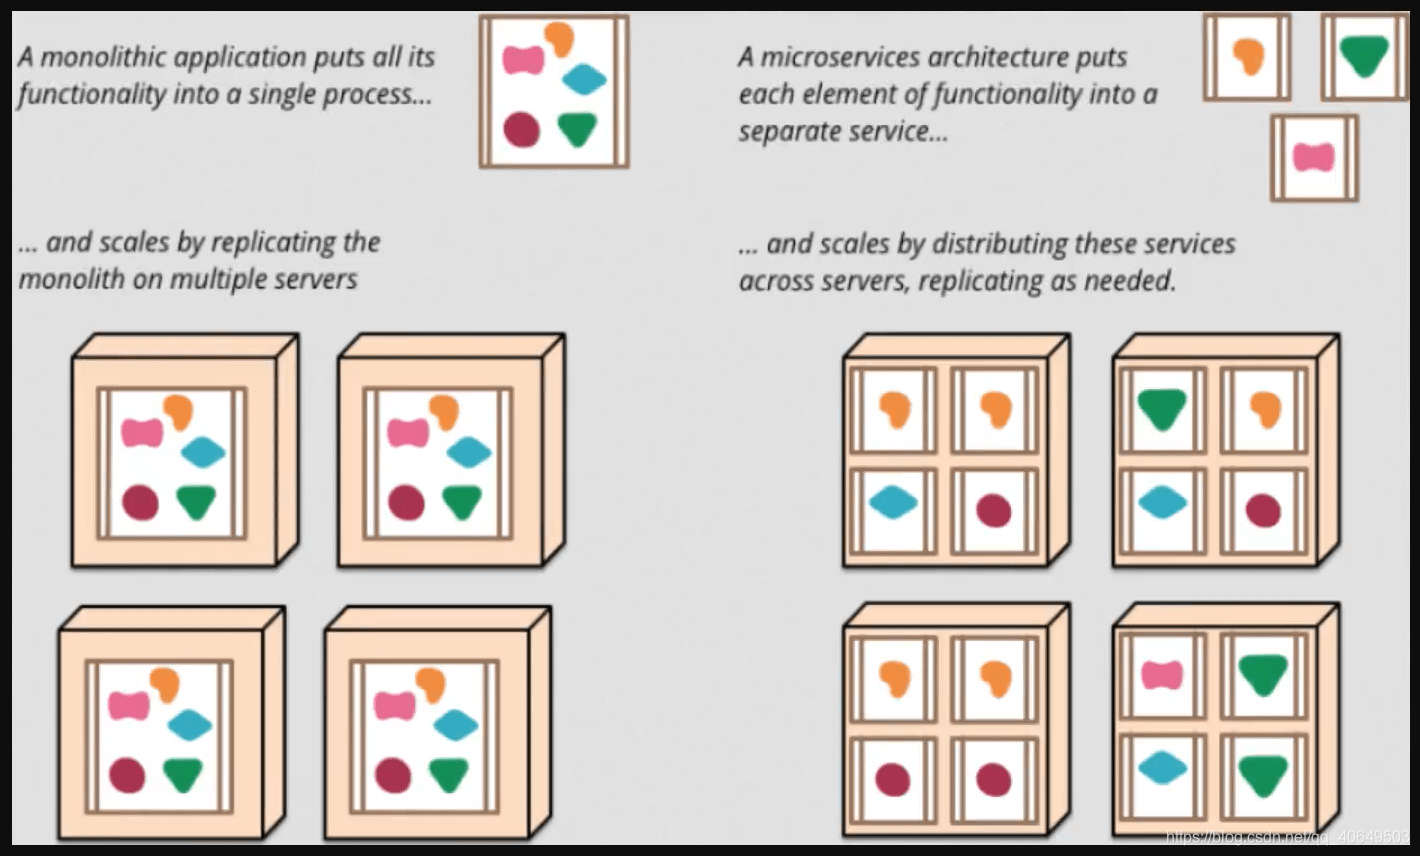 A monolithic application puts all its
functionality into a single process...
... and scales by replicating the
monolith on multiple servers
A microservices architecture puts
each element of functionality into a
separate service...
... and scales by distributing these services
across servers, replicating as needed.
https://blog.csdn.net/qq_40649503